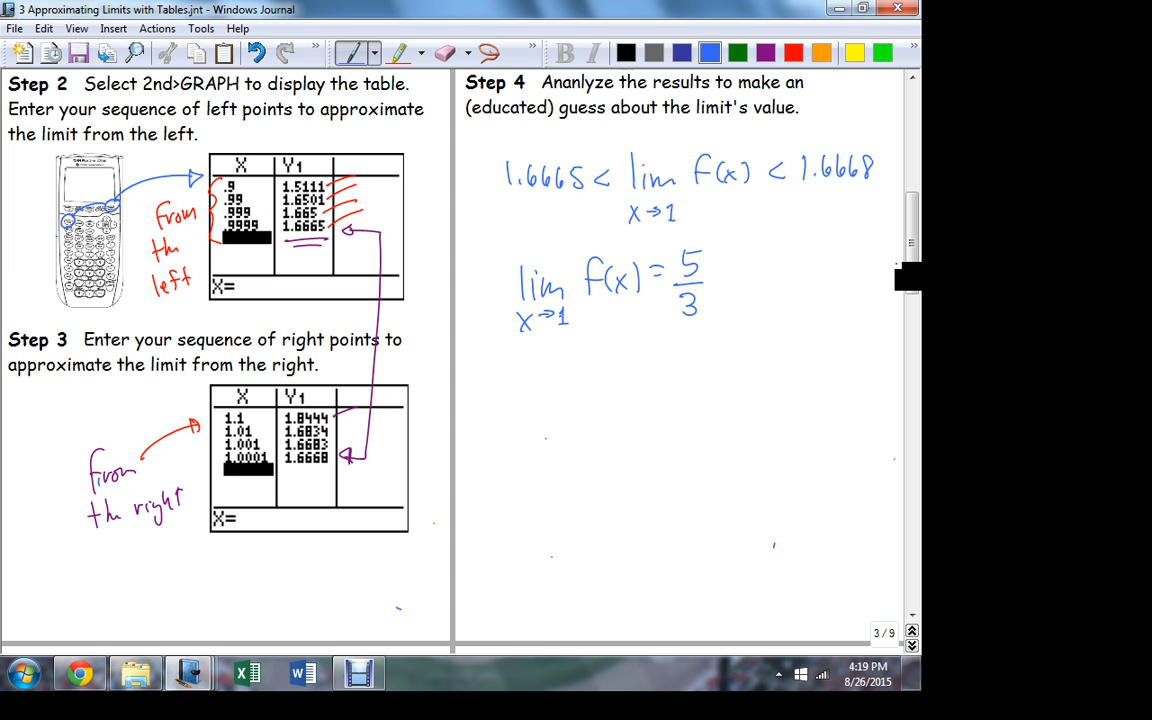 3 Approximating Limits with Tables.jnt - Windows Journal
File Edit View Insert Actions Tools Help
Step 2 Select 2nd>GRAPH to display the table.
Enter your sequence of left points to approximate
the limit from the left.
X Y1
.9 1.5111
.99 1.6501
.999 1.665
.9999 1.6665
X=
from
the
left
Step 3 Enter your sequence of right points to
approximate the limit from the right.
X Y1
1.1 1.8444
1.01 1.6834
1.001 1.6683
1.0001 1.6668
X=
from
the right
Step 4 Ananlyze the results to make an
(educated) guess about the limit's value.
1.6665 < lim f(x) < 1.6668
x→1
lim f(x) = 5/3
x→1
3 / 9
4:19 PM
8/26/2015